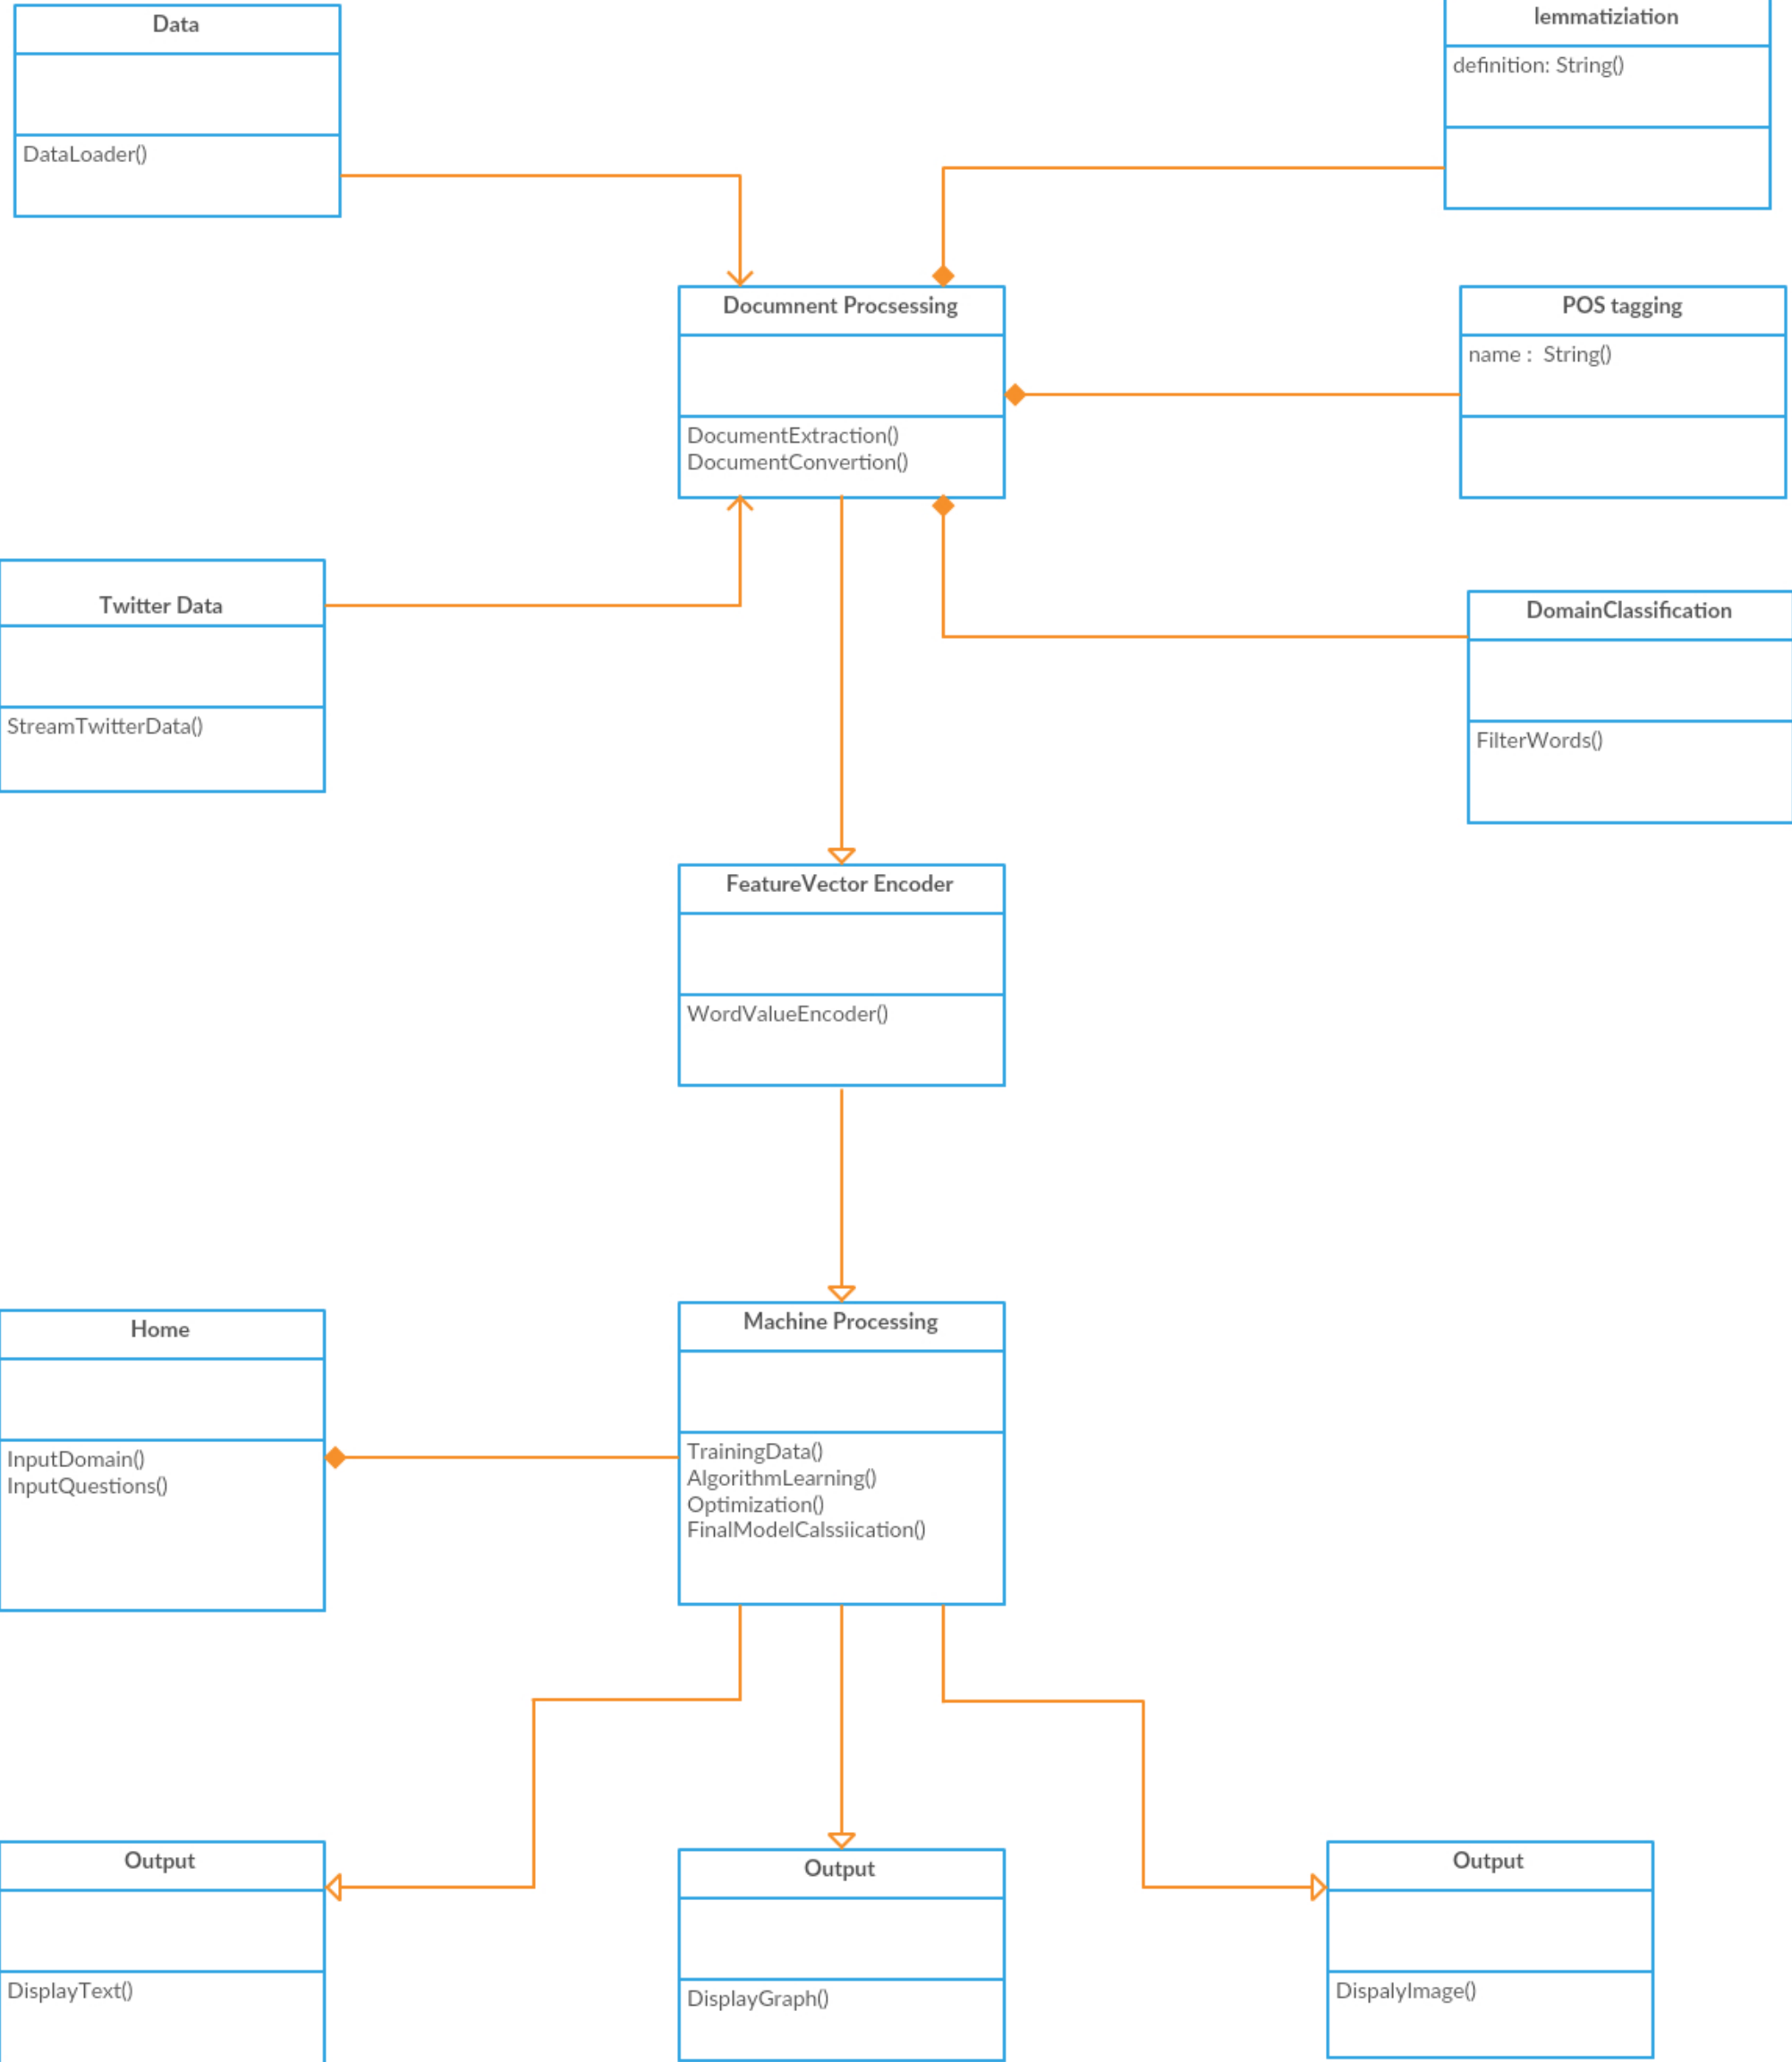 Data
DataLoader()
lemmatiziation
definition: String()
Documnent Procsessing
DocumentExtraction()
DocumentConvertion()
POS tagging
name :  String()
Twitter Data
StreamTwitterData()
DomainClassification
FilterWords()
FeatureVector Encoder
WordValueEncoder()
Home
InputDomain()
InputQuestions()
Machine Processing
TrainingData()
AlgorithmLearning()
Optimization()
FinalModelCalssiication()
Output
DisplayText()
Output
DisplayGraph()
Output
DispalyImage()